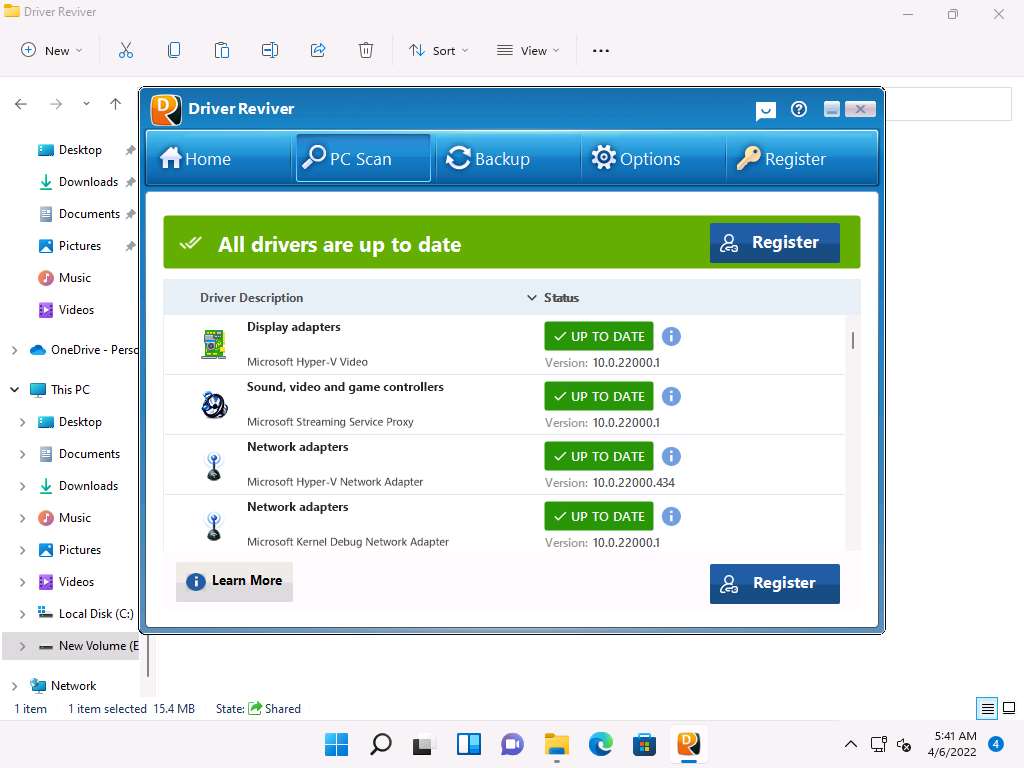 Driver Reviver
New
Sort
View
Driver Reviver
Home
PC Scan
Backup
Options
Register
All drivers are up to date
Register
Driver Description
Status
Display adapters
Microsoft Hyper-V Video
UP TO DATE
Version: 10.0.22000.1
Sound, video and game controllers
Microsoft Streaming Service Proxy
UP TO DATE
Version: 10.0.22000.1
Network adapters
Microsoft Hyper-V Network Adapter
UP TO DATE
Version: 10.0.22000.434
Network adapters
Microsoft Kernel Debug Network Adapter
UP TO DATE
Version: 10.0.22000.1
Learn More
Register
Desktop
Downloads
Documents
Pictures
Music
Videos
OneDrive - Perso
This PC
Desktop
Documents
Downloads
Music
Pictures
Videos
Local Disk (C:)
New Volume (E
Network
1 item
1 item selected 15.4 MB
State: Shared
5:41 AM
4/6/2022
4